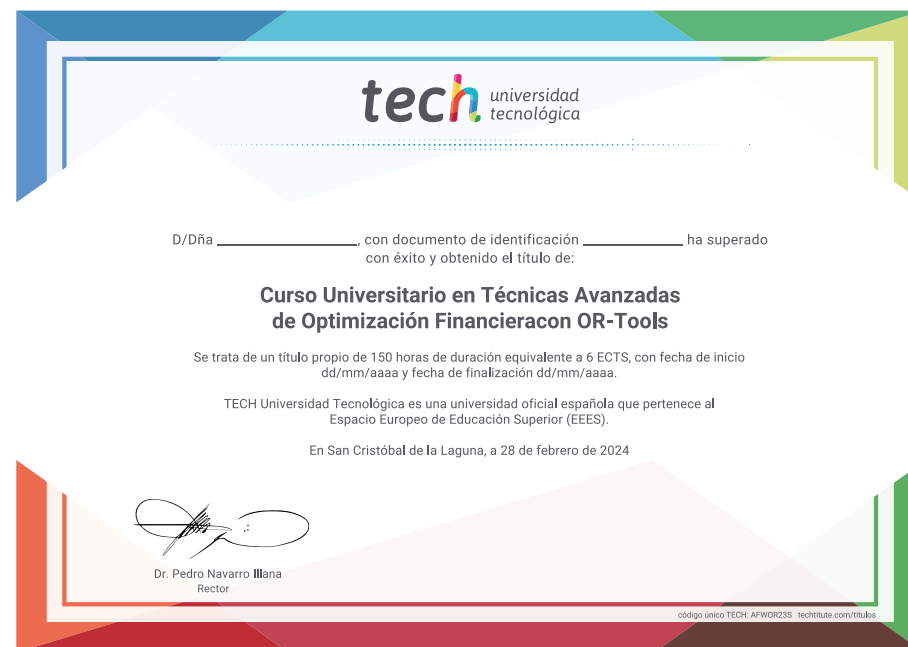 tech universidad
tecnológica
D/Dña ________________, con documento de identificación ____________ ha superado
con éxito y obtenido el título de:
Curso Universitario en Técnicas Avanzadas
de Optimización Financieracon OR-Tools
Se trata de un título propio de 150 horas de duración equivalente a 6 ECTS, con fecha de inicio
dd/mm/aaaa y fecha de finalización dd/mm/aaaa.
TECH Universidad Tecnológica es una universidad oficial española que pertenece al
Espacio Europeo de Educación Superior (EEES).
En San Cristóbal de la Laguna, a 28 de febrero de 2024
Dr. Pedro Navarro Illana
Rector
código único TECH: AFWOR23S techtitute.com/titulos